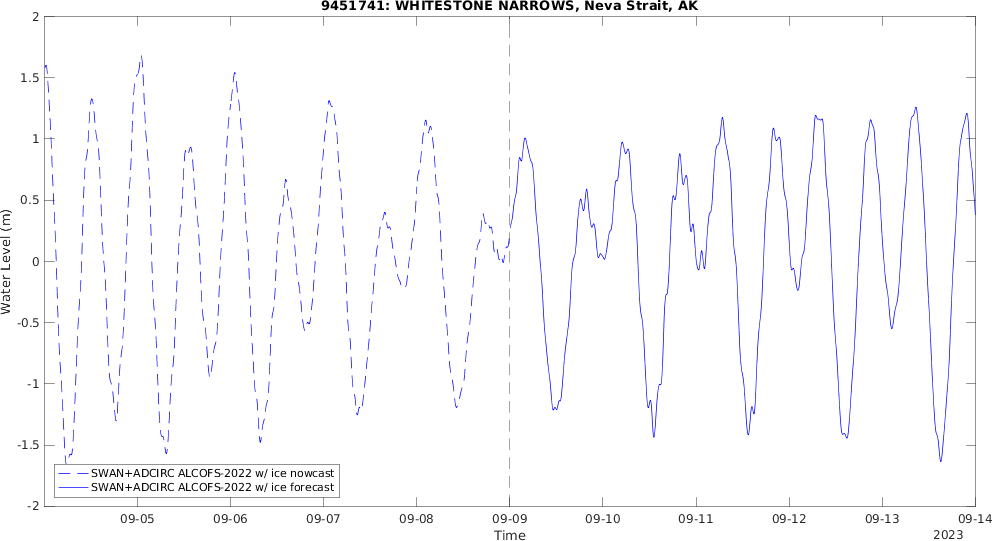 9451741: WHITESTONE NARROWS, Neva Strait, AK
2
1.5
1
0.5
0
-0.5
-1
-1.5
-2
Water Level (m)
SWAN+ADCIRC ALCOFS-2022 w/ ice nowcast
SWAN+ADCIRC ALCOFS-2022 w/ ice forecast
09-05 09-06 09-07 09-08 09-09 09-10 09-11 09-12 09-13 09-14
Time
2023